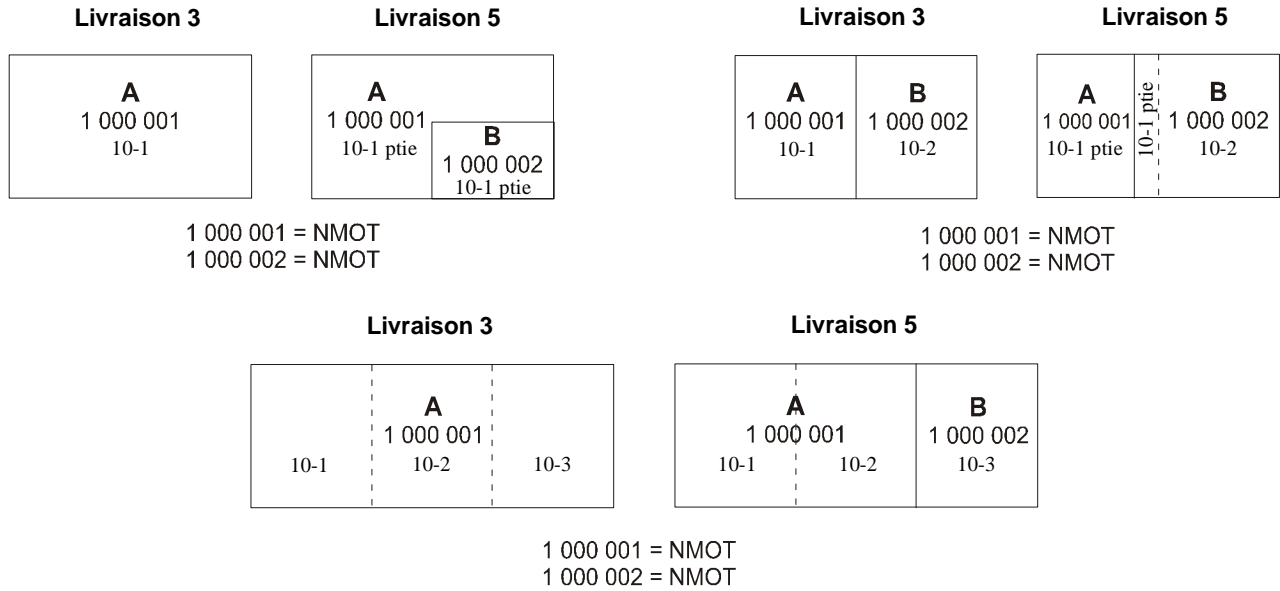 Livraison 3
Livraison 5
A
1 000 001
10-1
A
1 000 001
10-1 ptie
B
1 000 002
10-1 ptie
1 000 001 = NMOT
1 000 002 = NMOT
Livraison 3
Livraison 5
A
1 000 001
10-1
B
1 000 002
10-2
A
1 000 001
10-1 ptie
10-1 ptie
B
1 000 002
10-2
1 000 001 = NMOT
1 000 002 = NMOT
Livraison 3
Livraison 5
A
1 000 001
10-1
10-2
10-3
A
1 000 001
10-1
10-2
B
1 000 002
10-3
1 000 001 = NMOT
1 000 002 = NMOT